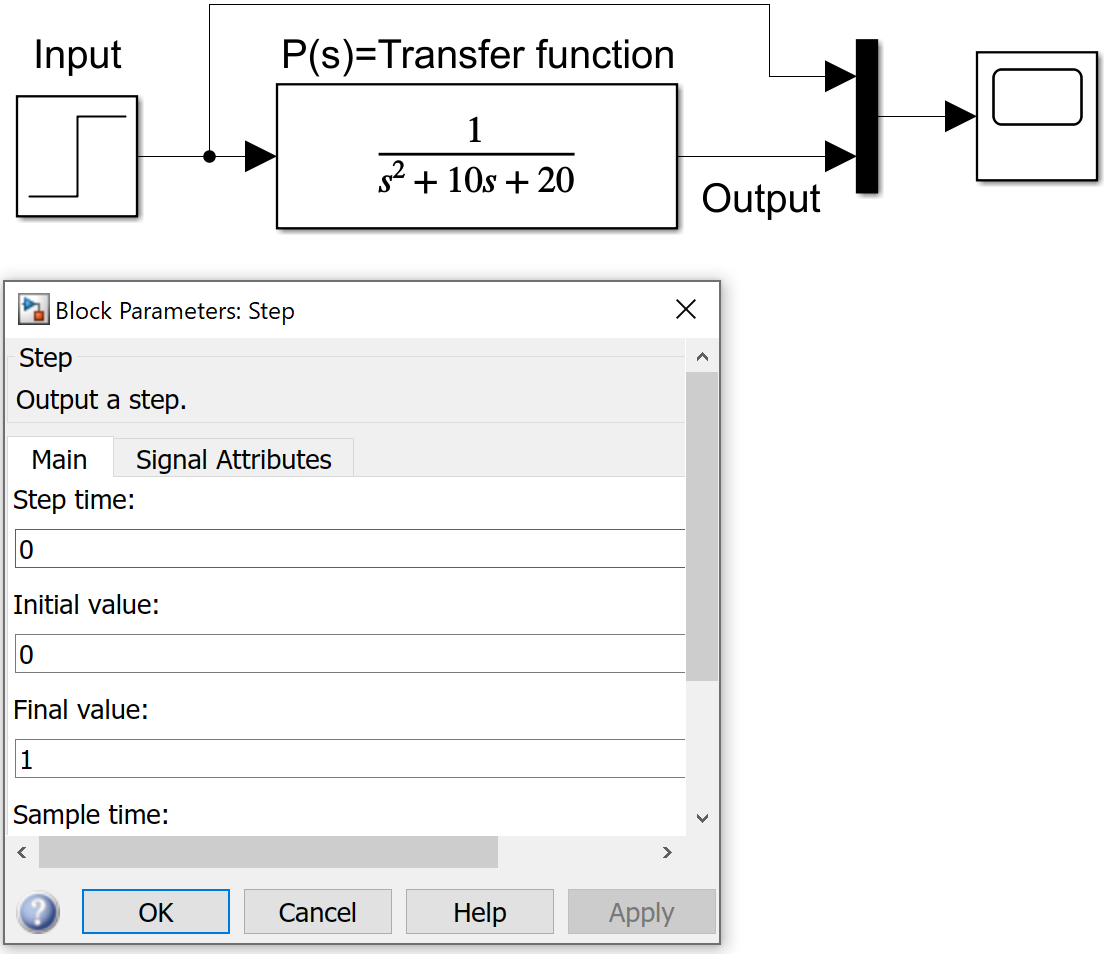 Input
P(s)=Transfer function
1
s² + 10s + 20
Output
Block Parameters: Step
Step
Output a step.
Main Signal Attributes
Step time:
0
Initial value:
0
Final value:
1
Sample time:
? OK Cancel Help Apply